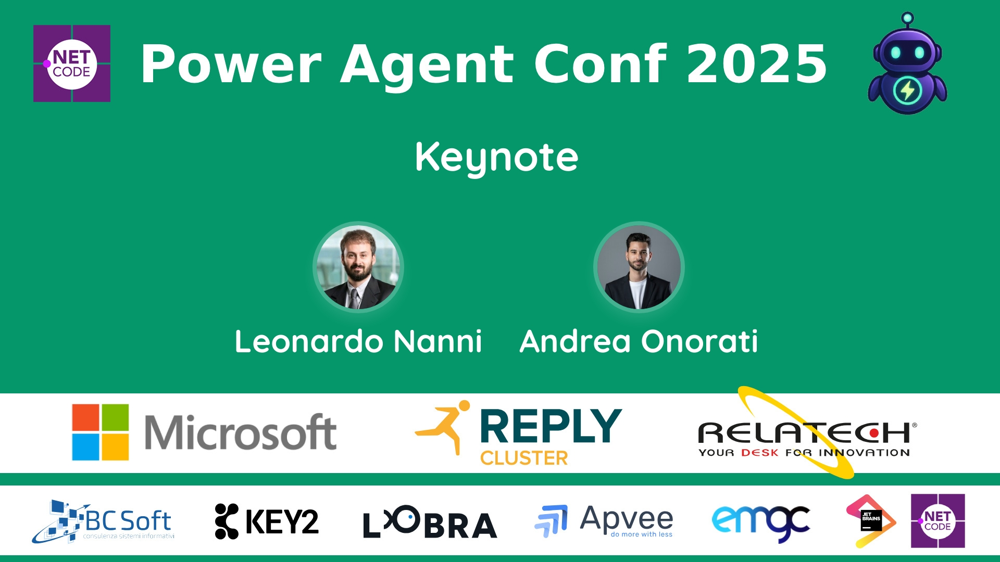 NET
CODE
Power Agent Conf 2025
Keynote
Leonardo Nanni
Andrea Onorati
Microsoft
REPLY
CLUSTER
RELATECH®
YOUR DESK FOR INNOVATION
BC Soft
consulenza sistemi informativi
KEY2
LOBRA
Apvee
do more with less
emgc
JET
BRAINS
NET
CODE